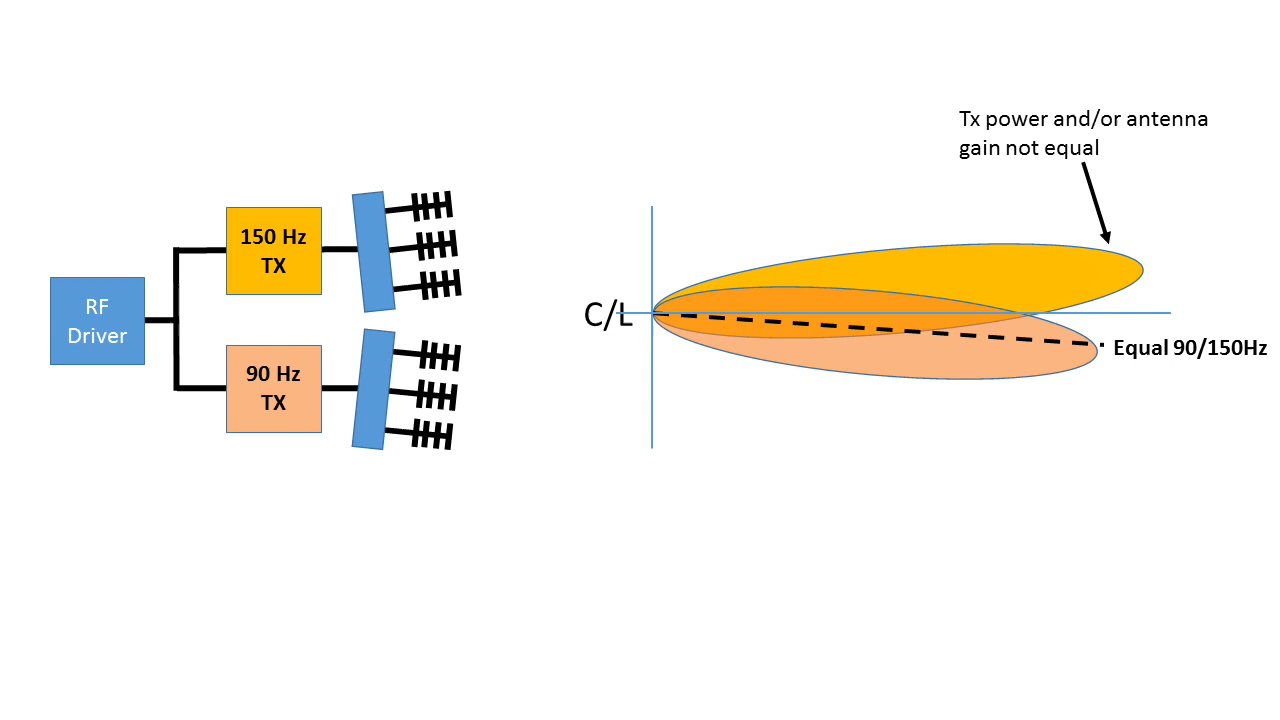 Tx power and/or antenna
gain not equal
150 Hz
TX
RF
Driver
C/L
Equal 90/150Hz
90 Hz
TX